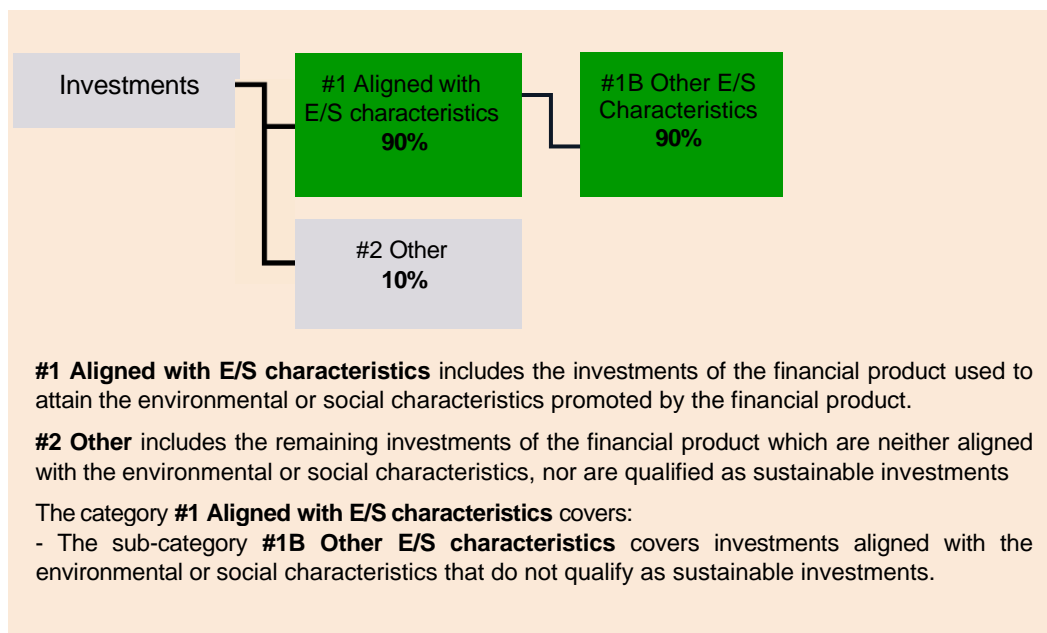 Investments
#1 Aligned with
E/S characteristics
90%
#1B Other E/S
Characteristics
90%
#2 Other
10%
#1 Aligned with E/S characteristics includes the investments of the financial product used to
attain the environmental or social characteristics promoted by the financial product.
#2 Other includes the remaining investments of the financial product which are neither aligned
with the environmental or social characteristics, nor are qualified as sustainable investments
The category #1 Aligned with E/S characteristics covers:
- The sub-category #1B Other E/S characteristics covers investments aligned with the
environmental or social characteristics that do not qualify as sustainable investments.